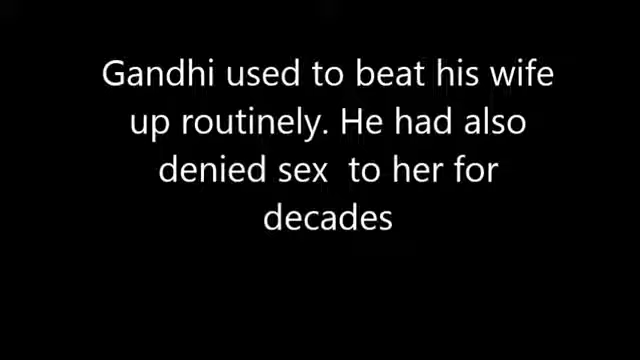 Gandhi used to beat his wife
up routinely. He had also
denied sex  to her for
decades